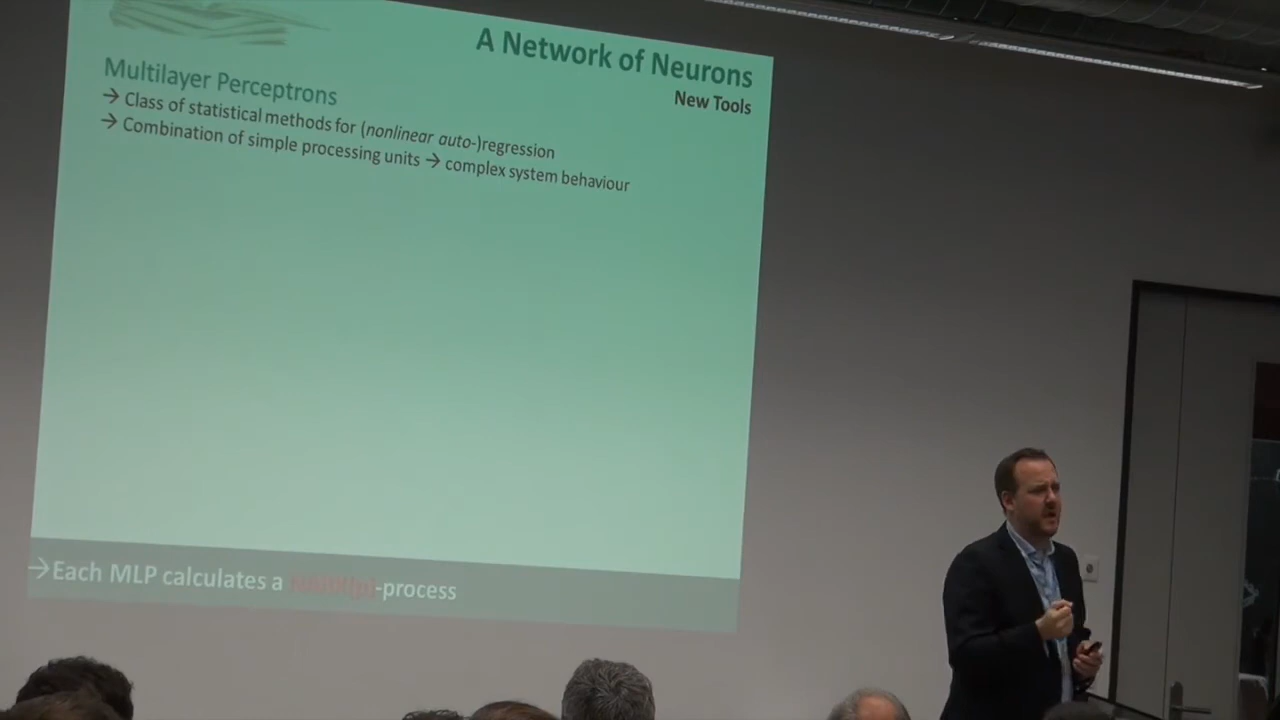 A Network of Neurons
New Tools
Multilayer Perceptrons
→ Class of statistical methods for (nonlinear auto-)regression
→ Combination of simple processing units → complex system behaviour
→Each MLP calculates a -process